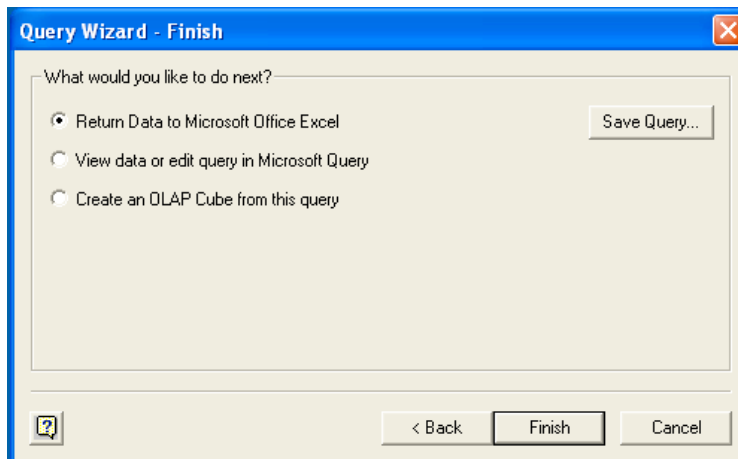 Query Wizard - Finish
What would you like to do next?
Return Data to Microsoft Office Excel
Save Query...
View data or edit query in Microsoft Query
Create an OLAP Cube from this query
?
< Back
Finish
Cancel